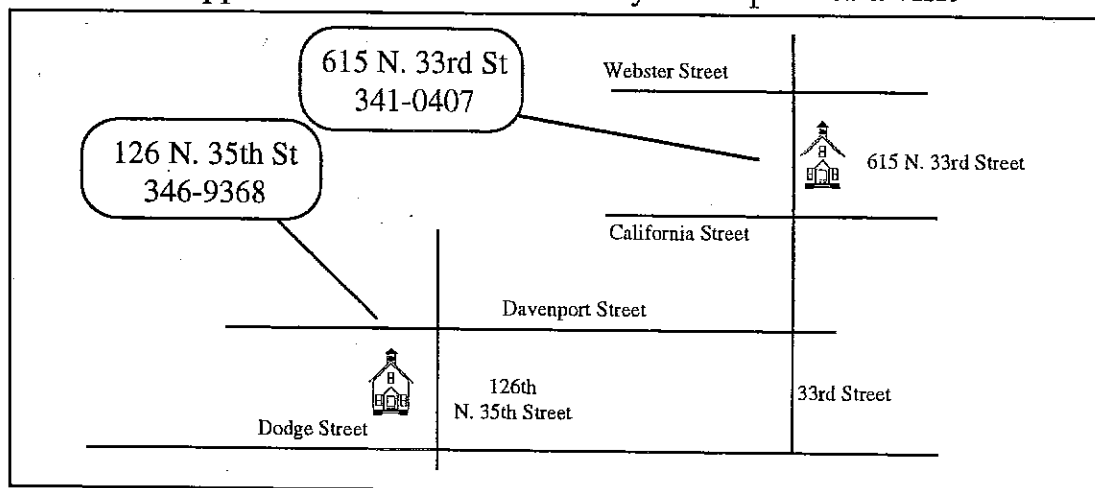 615 N. 33rd St
341-0407
126 N. 35th St
346-9368
Webster Street
615 N. 33rd Street
California Street
Davenport Street
126th
N. 35th Street
33rd Street
Dodge Street